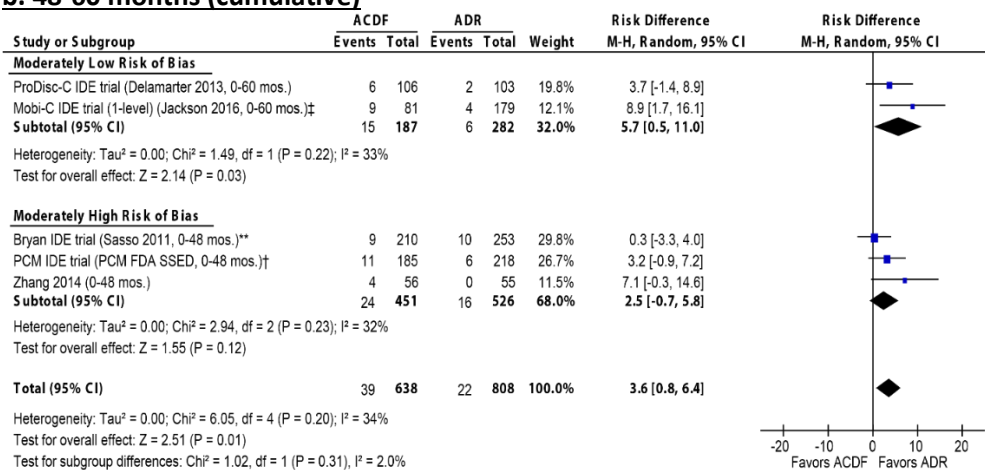 b. 48-60 months (cumulative)
ACDF ADR Risk Difference Risk Difference
Study or Subgroup Events Total Events Total Weight M-H, Random, 95% CI M-H, Random, 95% CI
Moderately Low Risk of Bias
ProDisc-C IDE trial (Delamarter 2013, 0-60 mos.) 6 106 2 103 19.8% 3.7 [-1.4, 8.9]
Mobi-C IDE trial (1-level) (Jackson 2016, 0-60 mos.)‡ 9 81 4 179 12.1% 8.9 [1.7, 16.1]
Subtotal (95% CI) 15 187 6 282 32.0% 5.7 [0.5, 11.0]
Heterogeneity: Tau² = 0.00; Chi² = 1.49, df = 1 (P = 0.22); I² = 33%
Test for overall effect: Z = 2.14 (P = 0.03)
Moderately High Risk of Bias
Bryan IDE trial (Sasso 2011, 0-48 mos.)** 9 210 10 253 29.8% 0.3 [-3.3, 4.0]
PCM IDE trial (PCM FDA SSED, 0-48 mos.)† 11 185 6 218 26.7% 3.2 [-0.9, 7.2]
Zhang 2014 (0-48 mos.) 4 56 0 55 11.5% 7.1 [-0.3, 14.6]
Subtotal (95% CI) 24 451 16 526 68.0% 2.5 [-0.7, 5.8]
Heterogeneity: Tau² = 0.00; Chi² = 2.94, df = 2 (P = 0.23); I² = 32%
Test for overall effect: Z = 1.55 (P = 0.12)
Total (95% CI) 39 638 22 808 100.0% 3.6 [0.8, 6.4]
Heterogeneity: Tau² = 0.00; Chi² = 6.05, df = 4 (P = 0.20); I² = 34%
Test for overall effect: Z = 2.51 (P = 0.01)
Test for subgroup differences: Chi² = 1.02, df = 1 (P = 0.31), I² = 2.0%
-20 -10 0 10 20
Favors ACDF Favors ADR